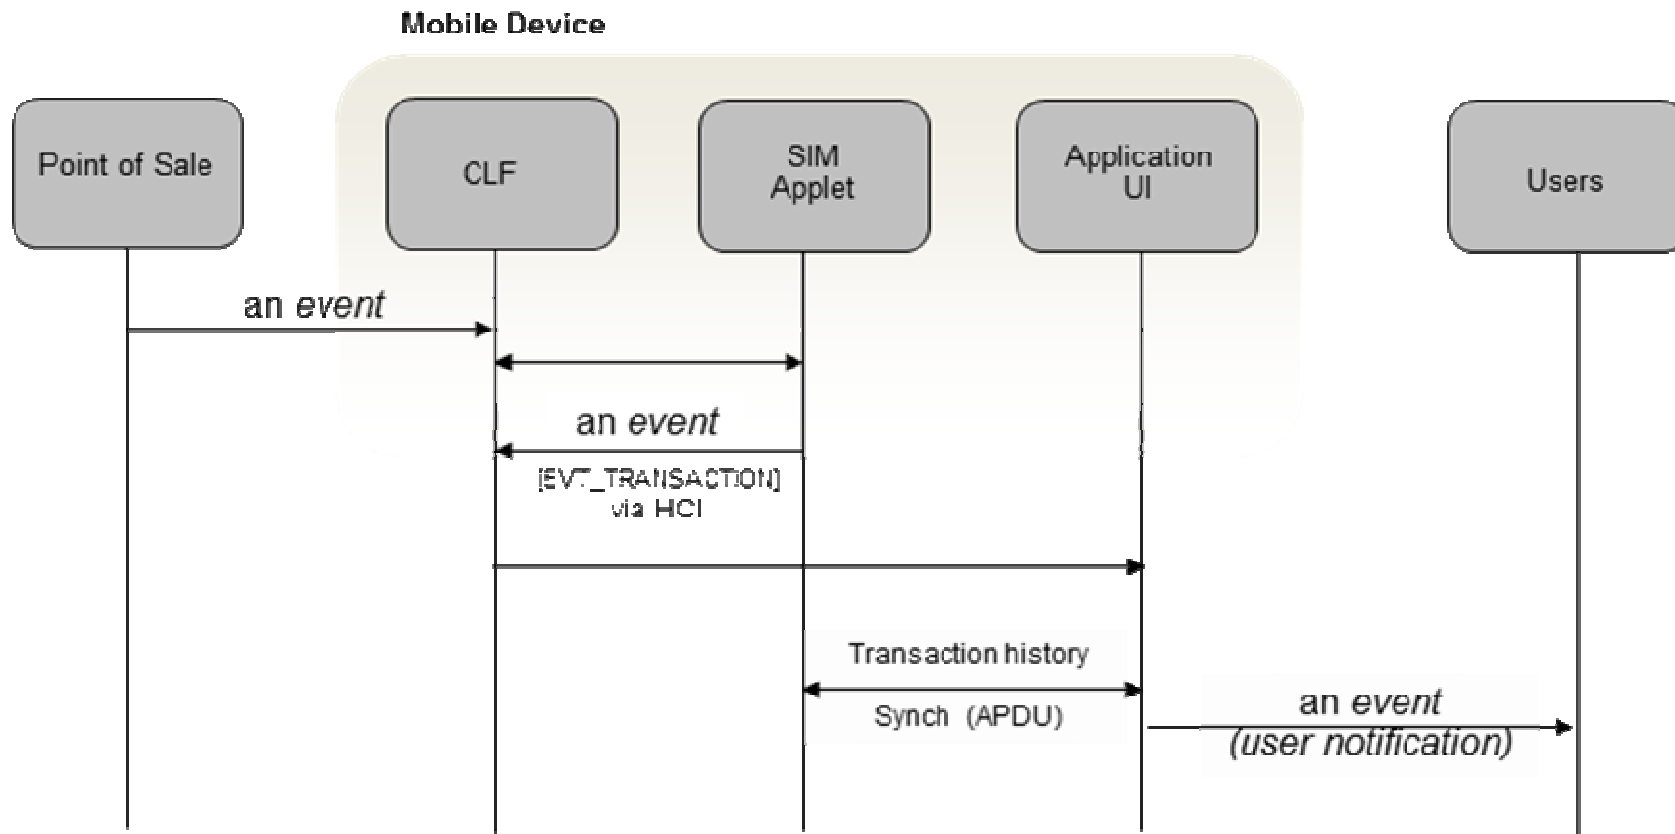 Mobile Device
Point of Sale
CLF
SIM
Applet
Application
UI
Users
an event
an event
[EVT_TRANSACTION]
via HCI
Transaction history
Synch (APDU)
an event
(user notification)